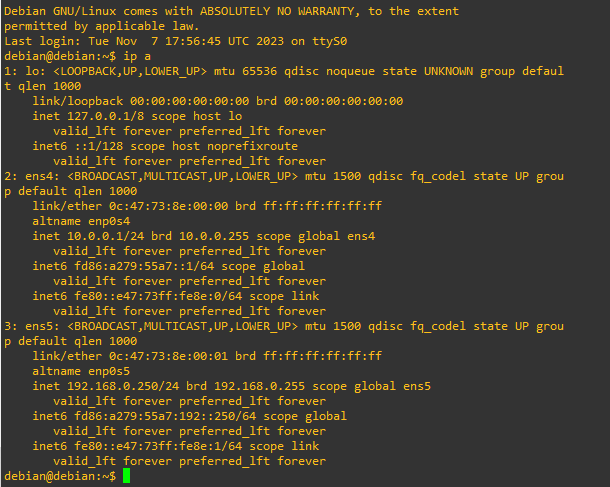 Debian GNU/Linux comes with ABSOLUTELY NO WARRANTY, to the extent
permitted by applicable law.
Last login: Tue Nov  7 17:56:45 UTC 2023 on ttyS0
debian@debian:~$ ip a
1: lo: <LOOPBACK,UP,LOWER_UP> mtu 65536 qdisc noqueue state UNKNOWN group defaul
t qlen 1000
    link/loopback 00:00:00:00:00:00 brd 00:00:00:00:00:00
    inet 127.0.0.1/8 scope host lo
       valid_lft forever preferred_lft forever
    inet6 ::1/128 scope host noprefixroute
       valid_lft forever preferred_lft forever
2: ens4: <BROADCAST,MULTICAST,UP,LOWER_UP> mtu 1500 qdisc fq_codel state UP grou
p default qlen 1000
    link/ether 0c:47:73:8e:00:00 brd ff:ff:ff:ff:ff:ff
    altname enp0s4
    inet 10.0.0.1/24 brd 10.0.0.255 scope global ens4
       valid_lft forever preferred_lft forever
    inet6 fd86:a279:55a7::1/64 scope global
       valid_lft forever preferred_lft forever
    inet6 fe80::e47:73ff:fe8e:0/64 scope link
       valid_lft forever preferred_lft forever
3: ens5: <BROADCAST,MULTICAST,UP,LOWER_UP> mtu 1500 qdisc fq_codel state UP grou
p default qlen 1000
    link/ether 0c:47:73:8e:00:01 brd ff:ff:ff:ff:ff:ff
    altname enp0s5
    inet 192.168.0.250/24 brd 192.168.0.255 scope global ens5
       valid_lft forever preferred_lft forever
    inet6 fd86:a279:55a7:192::250/64 scope global
       valid_lft forever preferred_lft forever
    inet6 fe80::e47:73ff:fe8e:1/64 scope link
       valid_lft forever preferred_lft forever
debian@debian:~$